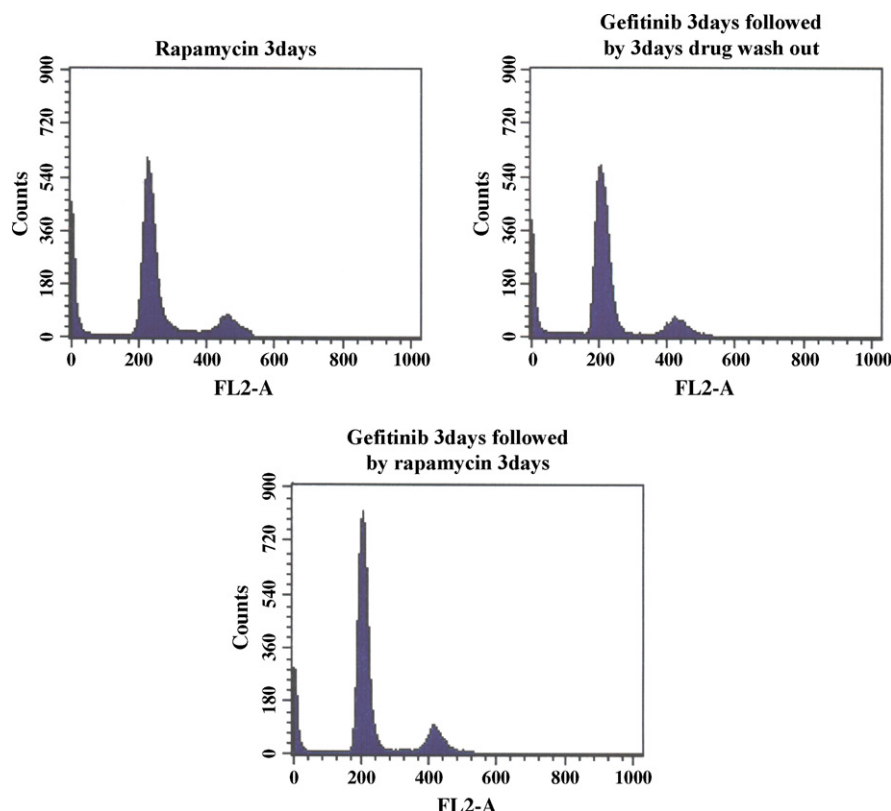 Rapamycin 3days
900
720
540
360
180
0
Counts
0 200 400 600 800 1000
FL2-A
Gefitinib 3days followed
by 3days drug wash out
900
720
540
360
180
0
Counts
0 200 400 600 800 1000
FL2-A
Gefitinib 3days followed
by rapamycin 3days
900
720
540
360
180
0
Counts
0 200 400 600 800 1000
FL2-A